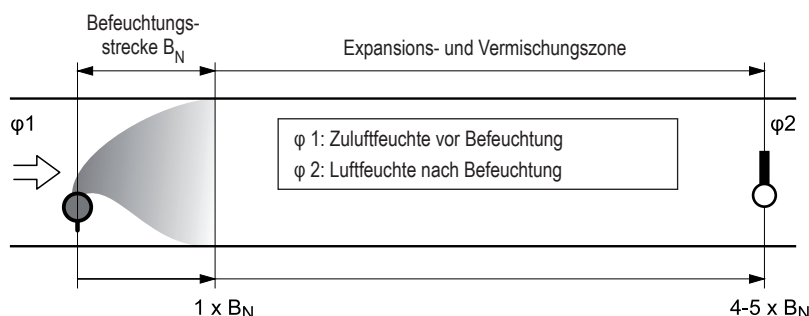 Befeuchtungs-
strecke B_N
Expansions- und Vermischungszone
φ1
φ2
φ 1: Zuluftfeuchte vor Befeuchtung
φ 2: Luftfeuchte nach Befeuchtung
1 x B_N
4-5 x B_N